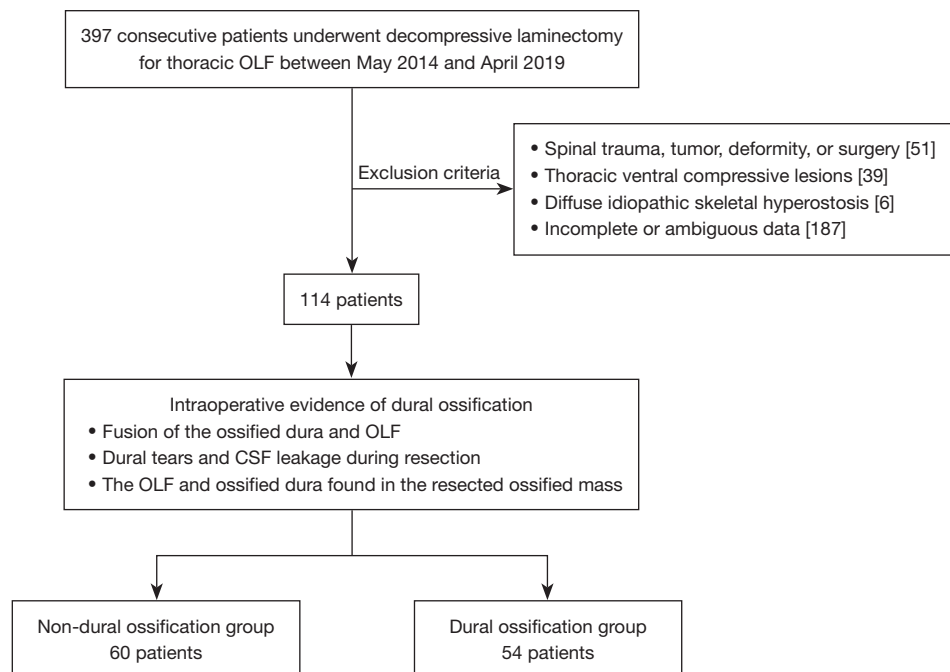 397 consecutive patients underwent decompressive laminectomy
for thoracic OLF between May 2014 and April 2019
Exclusion criteria
• Spinal trauma, tumor, deformity, or surgery [51]
• Thoracic ventral compressive lesions [39]
• Diffuse idiopathic skeletal hyperostosis [6]
• Incomplete or ambiguous data [187]
114 patients
Intraoperative evidence of dural ossification
• Fusion of the ossified dura and OLF
• Dural tears and CSF leakage during resection
• The OLF and ossified dura found in the resected ossified mass
Non-dural ossification group
60 patients
Dural ossification group
54 patients